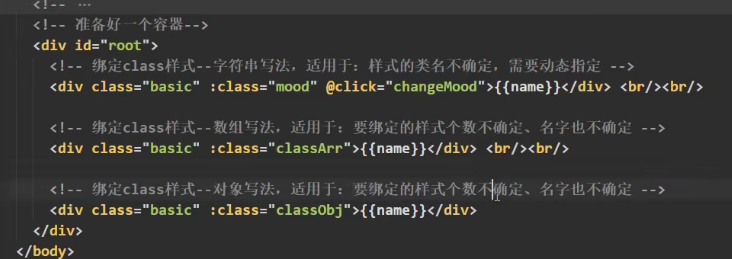 <!-- 准备好一个容器-->
<div id="root">
<!-- 绑定class样式--字符串写法，适用于：样式的类名不确定，需要动态指定 -->
<div class="basic" :class="mood" @click="changeMood">{{name}}</div> <br/><br/>
<!-- 绑定class样式--数组写法，适用于：要绑定的样式个数不确定、名字也不确定 -->
<div class="basic" :class="classArr">{{name}}</div> <br/><br/>
<!-- 绑定class样式--对象写法，适用于：要绑定的样式个数不确定、名字也不确定 -->
<div class="basic" :class="classObj">{{name}}</div>
</div>
</body>